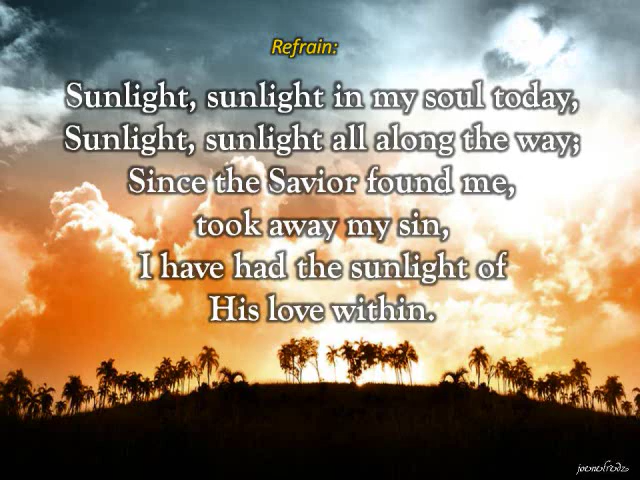 Refrain:
Sunlight, sunlight in my soul today,
Sunlight, sunlight all along the way;
Since the Savior found me,
took away my sin,
I have had the sunlight of
His love within.